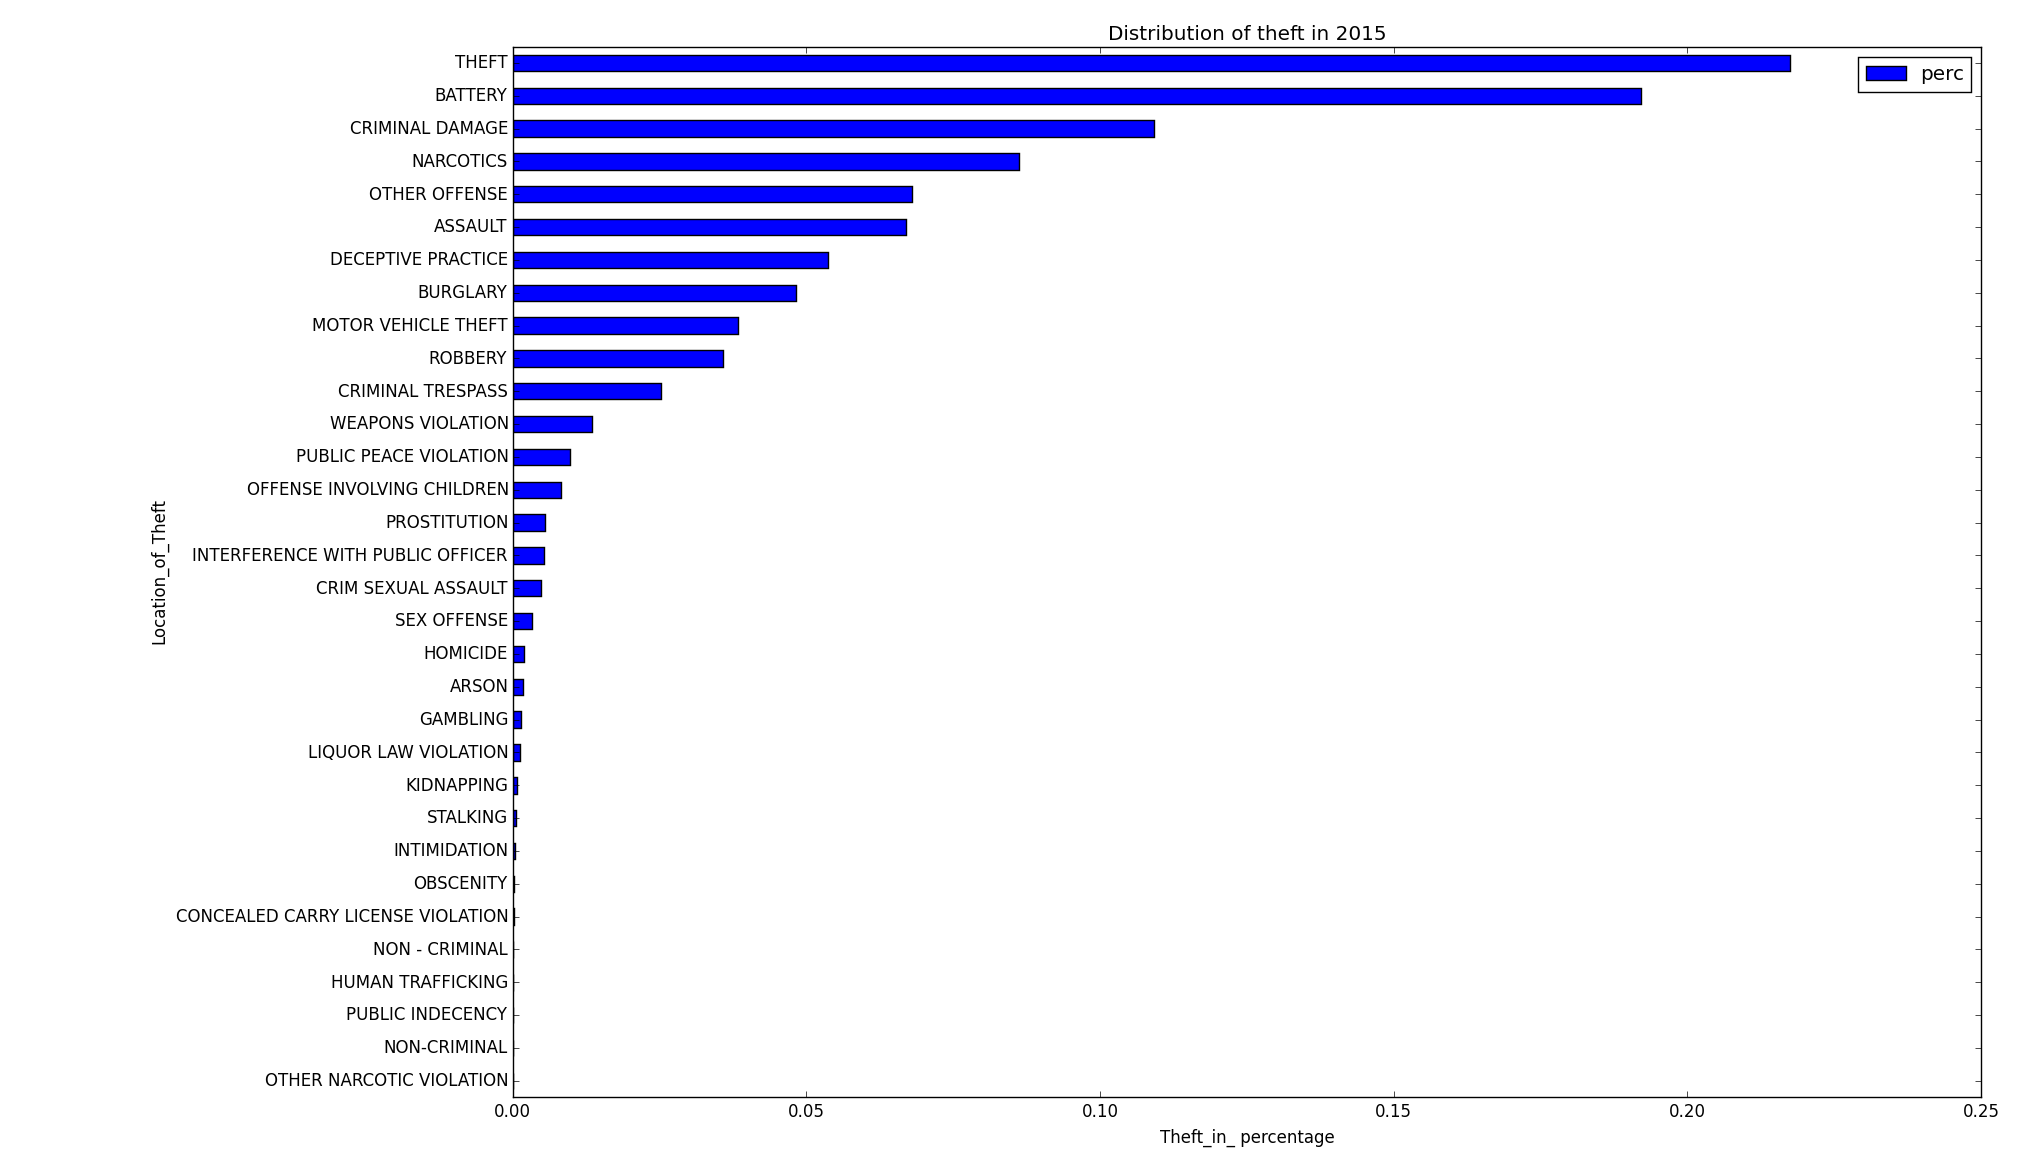 Distribution of theft in 2015
perc
THEFT
BATTERY
CRIMINAL DAMAGE
NARCOTICS
OTHER OFFENSE
ASSAULT
DECEPTIVE PRACTICE
BURGLARY
MOTOR VEHICLE THEFT
ROBBERY
CRIMINAL TRESPASS
WEAPONS VIOLATION
PUBLIC PEACE VIOLATION
OFFENSE INVOLVING CHILDREN
PROSTITUTION
INTERFERENCE WITH PUBLIC OFFICER
CRIM SEXUAL ASSAULT
SEX OFFENSE
HOMICIDE
ARSON
GAMBLING
LIQUOR LAW VIOLATION
KIDNAPPING
STALKING
INTIMIDATION
OBSCENITY
CONCEALED CARRY LICENSE VIOLATION
NON - CRIMINAL
HUMAN TRAFFICKING
PUBLIC INDECENCY
NON-CRIMINAL
OTHER NARCOTIC VIOLATION
Location_of_Theft
0.00 0.05 0.10 0.15 0.20 0.25
Theft_in_ percentage